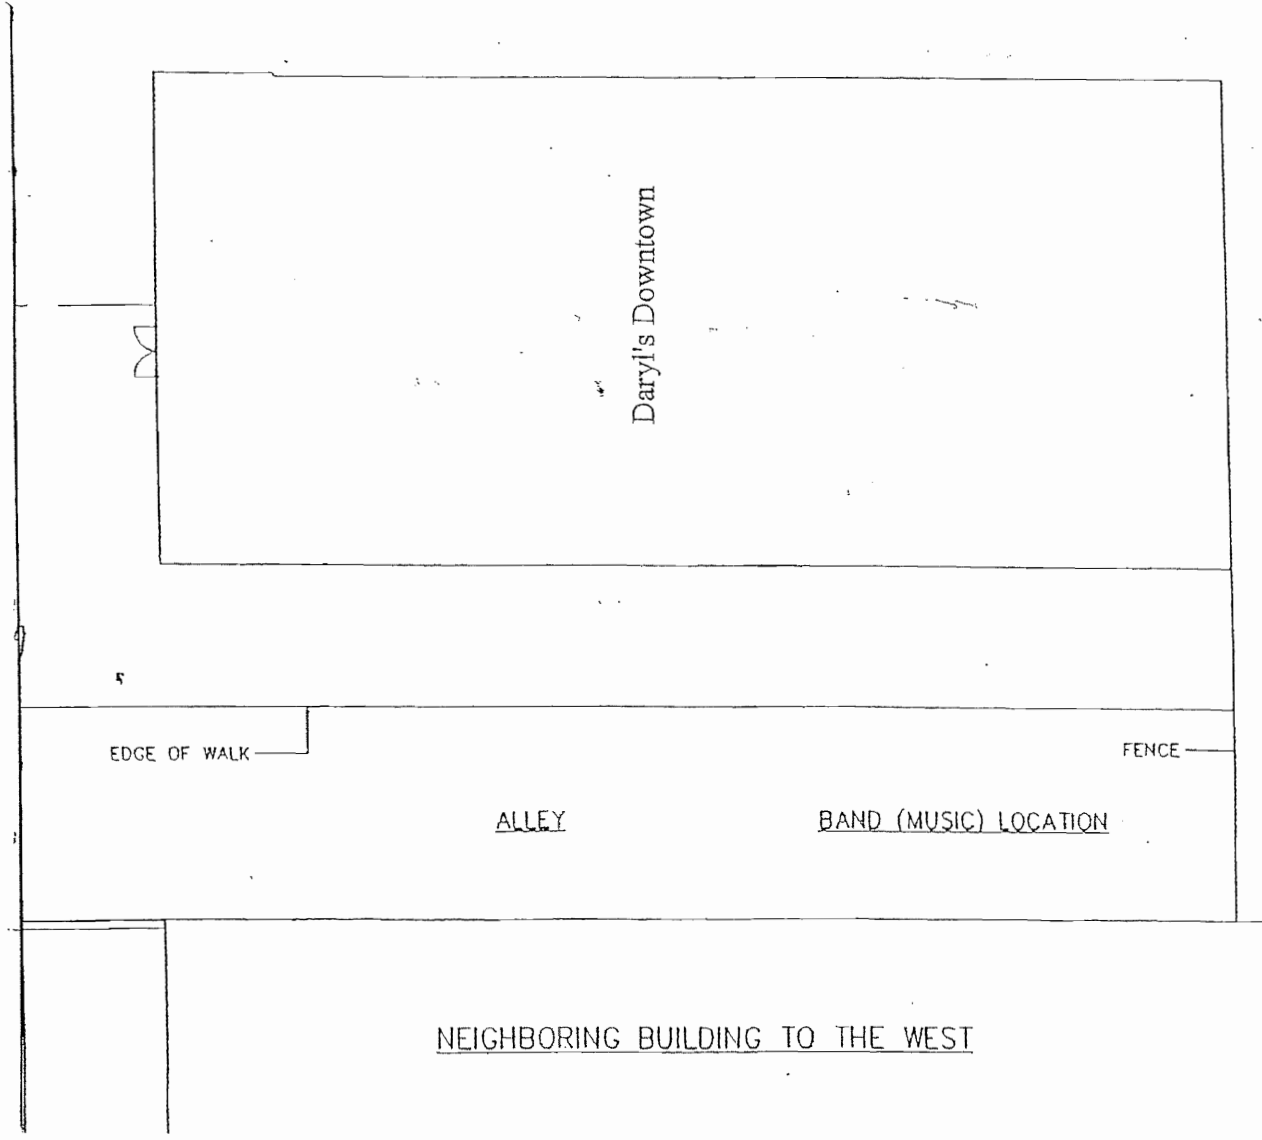 Daryl's Downtown
EDGE OF WALK
FENCE
ALLEY
BAND (MUSIC) LOCATION
NEIGHBORING BUILDING TO THE WEST